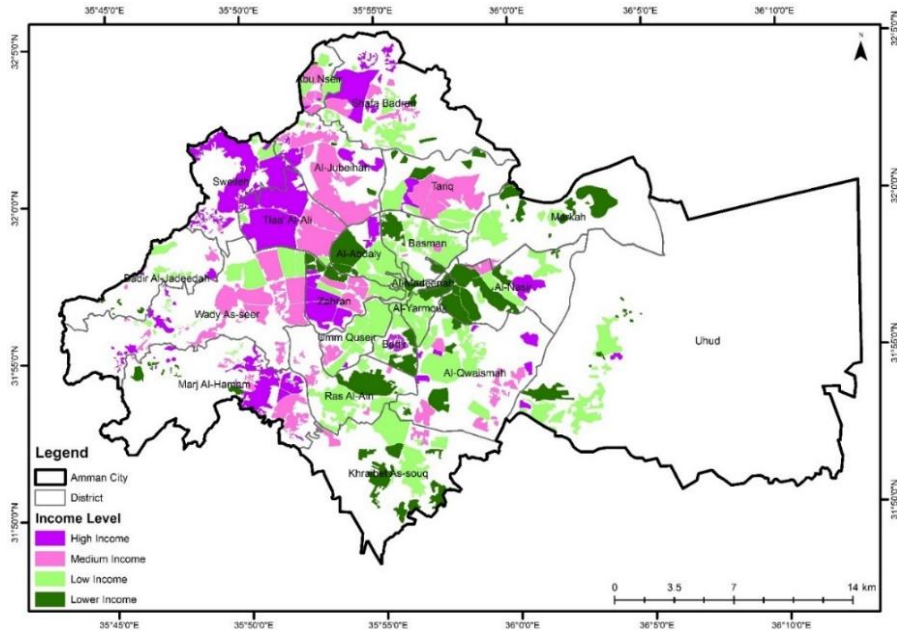 35°45'0"E 35°50'0"E 35°55'0"E 36°0'0"E 36°5'0"E 36°10'0"E
32°5'0"N
32°5'0"N
N
Abu Nseir
Shafa Badran
Al-Jubeihah
Sweileh
Tariq
32°0'0"N
32°0'0"N
Tlaa' Al-Ali
Markah
Basman
Al-Abdaly
Badir Al-Jadeedah
Al-Madeenah
Al-Nasr
Zahran
Al-Yarmouk
Wady As-seer
Umm Quseir
Badr
Uhud
31°55'0"N
31°55'0"N
Al-Qwaismah
Marj Al-Hamam
Ras Al-Ain
Khraibet As-souq
31°50'0"N
31°50'0"N
Legend
Amman City
District
Income Level
High Income
Medium Income
Low Income
Lower Income
0 3.5 7 14 km
35°45'0"E 35°50'0"E 35°55'0"E 36°0'0"E 36°5'0"E 36°10'0"E